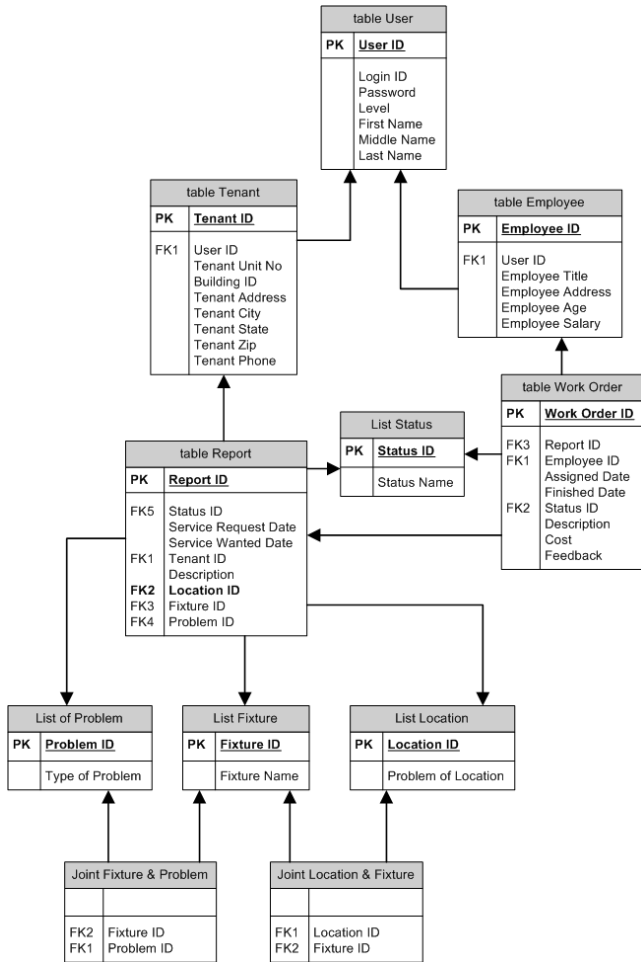 table User
PK User ID
Login ID
Password
Level
First Name
Middle Name
Last Name
table Tenant
PK Tenant ID
FK1 User ID
Tenant Unit No
Building ID
Tenant Address
Tenant City
Tenant State
Tenant Zip
Tenant Phone
table Employee
PK Employee ID
FK1 User ID
Employee Title
Employee Address
Employee Age
Employee Salary
table Work Order
PK Work Order ID
FK3 Report ID
FK1 Employee ID
Assigned Date
Finished Date
FK2 Status ID
Description
Cost
Feedback
List Status
PK Status ID
Status Name
table Report
PK Report ID
FK5 Status ID
Service Request Date
Service Wanted Date
FK1 Tenant ID
Description
FK2 Location ID
FK3 Fixture ID
FK4 Problem ID
List of Problem
PK Problem ID
Type of Problem
List Fixture
PK Fixture ID
Fixture Name
List Location
PK Location ID
Problem of Location
Joint Fixture & Problem
FK2 Fixture ID
FK1 Problem ID
Joint Location & Fixture
FK1 Location ID
FK2 Fixture ID